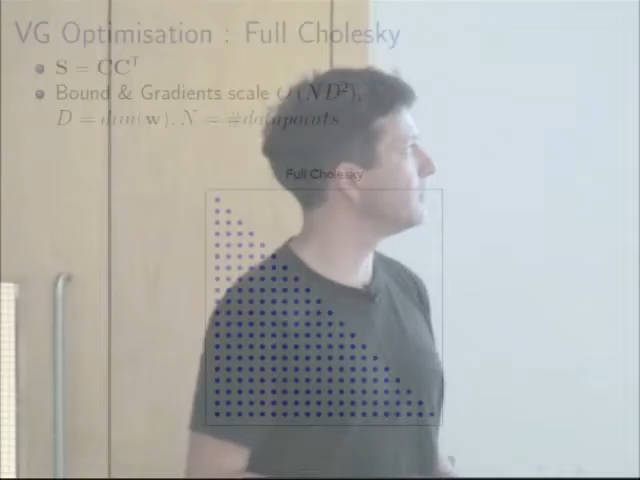 VG Optimisation : Full Cholesky
S = CCᵀ
Bound & Gradients scale O(ND²),
D = dim(w). N = #datapoints
Full Cholesky